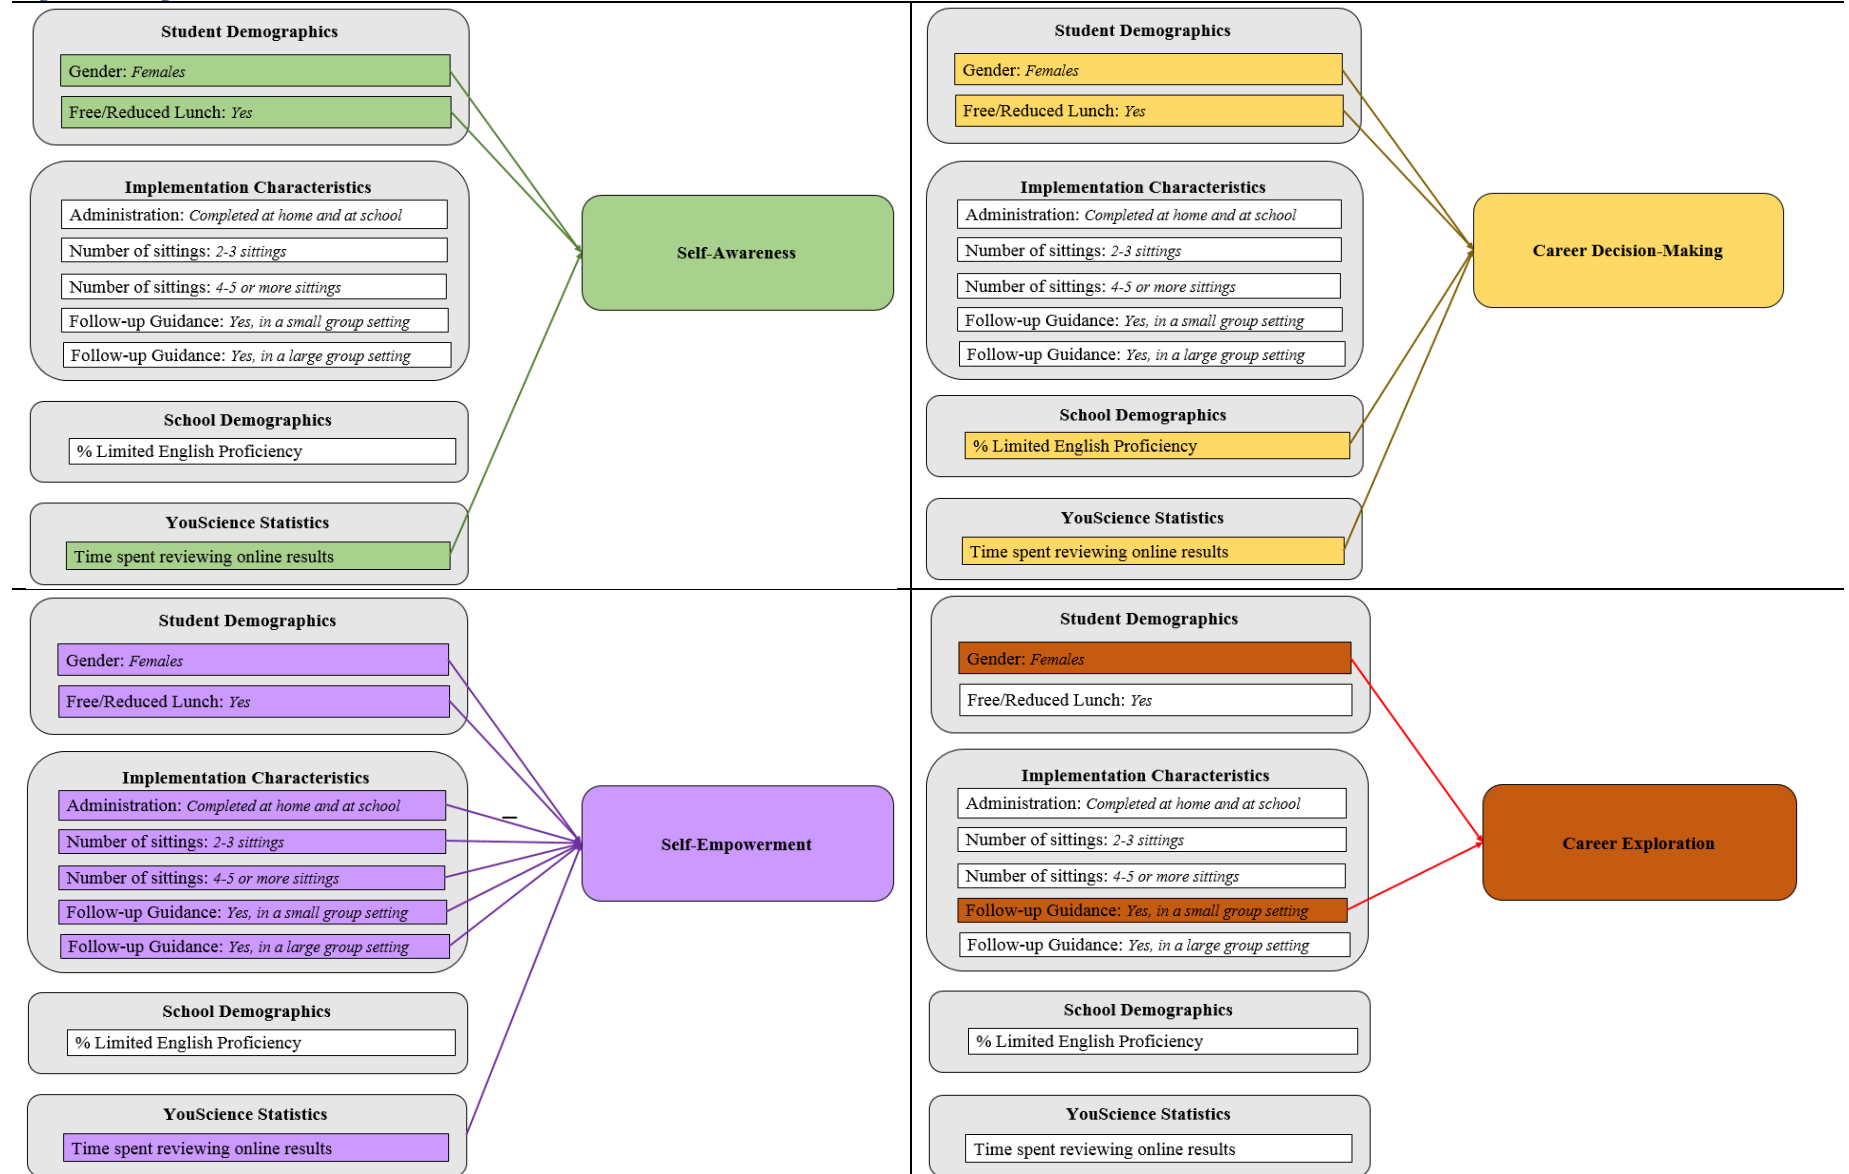 Student Demographics
Gender: Females
Free/Reduced Lunch: Yes
Implementation Characteristics
Administration: Completed at home and at school
Number of sittings: 2-3 sittings
Number of sittings: 4-5 or more sittings
Follow-up Guidance: Yes, in a small group setting
Follow-up Guidance: Yes, in a large group setting
School Demographics
% Limited English Proficiency
YouScience Statistics
Time spent reviewing online results
Self-Awareness
Student Demographics
Gender: Females
Free/Reduced Lunch: Yes
Implementation Characteristics
Administration: Completed at home and at school
Number of sittings: 2-3 sittings
Number of sittings: 4-5 or more sittings
Follow-up Guidance: Yes, in a small group setting
Follow-up Guidance: Yes, in a large group setting
School Demographics
% Limited English Proficiency
YouScience Statistics
Time spent reviewing online results
Career Decision-Making
Student Demographics
Gender: Females
Free/Reduced Lunch: Yes
Implementation Characteristics
Administration: Completed at home and at school
Number of sittings: 2-3 sittings
Number of sittings: 4-5 or more sittings
Follow-up Guidance: Yes, in a small group setting
Follow-up Guidance: Yes, in a large group setting
School Demographics
% Limited English Proficiency
YouScience Statistics
Time spent reviewing online results
–
Self-Empowerment
Student Demographics
Gender: Females
Free/Reduced Lunch: Yes
Implementation Characteristics
Administration: Completed at home and at school
Number of sittings: 2-3 sittings
Number of sittings: 4-5 or more sittings
Follow-up Guidance: Yes, in a small group setting
Follow-up Guidance: Yes, in a large group setting
School Demographics
% Limited English Proficiency
YouScience Statistics
Time spent reviewing online results
Career Exploration